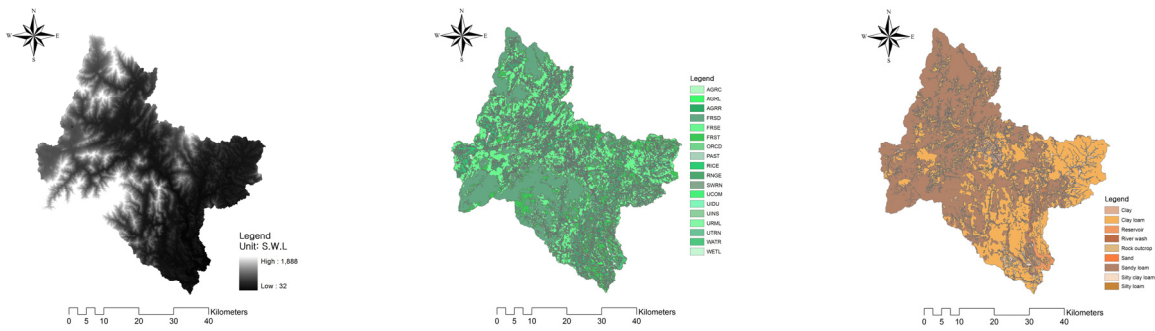 N
W E
S
Legend
Unit: S.W.L
High : 1,888
Low : 32
Kilometers
0 5 10 20 30 40
N
W E
S
Legend
AGRC
AGRL
AGRR
FRSD
FRSE
FRST
ORCD
PAST
RICE
RNGE
SWRN
UCOM
UIDU
UINS
URML
UTRN
WATR
WETL
Kilometers
0 5 10 20 30 40
N
W E
S
Legend
Clay
Clay loam
Reservoir
River wash
Rock outcrop
Sand
Sandy loam
Silty clay loam
Silty loam
Kilometers
0 5 10 20 30 40